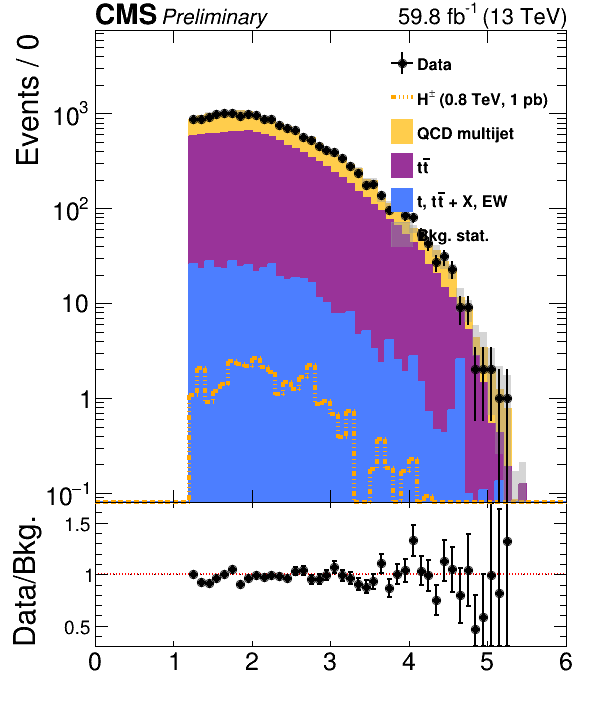 CMS Preliminary 59.8 fb⁻¹ (13 TeV)
Events / 0
10³
10²
10
1
10⁻¹
Data
H± (0.8 TeV, 1 pb)
QCD multijet
tt̄
t, tt̄ + X, EW
Bkg. stat.
Data/Bkg.
1.5
1
0.5
0 1 2 3 4 5 6